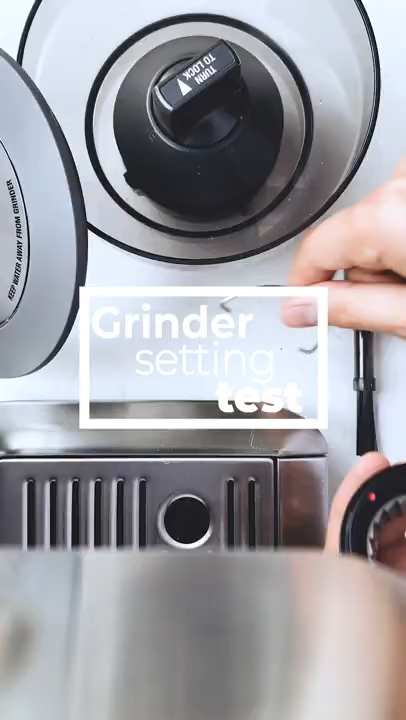 TURN
TO LOCK
KEEP WATER AWAY FROM GRINDER
Grinder
setting
test